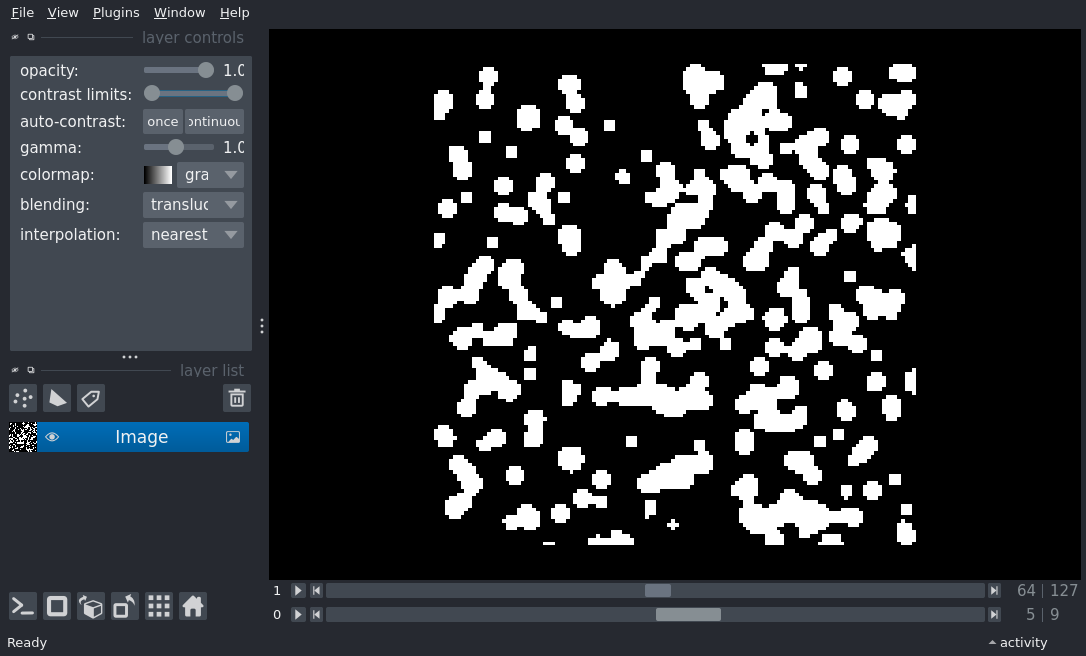 File View Plugins Window Help
layer controls
opacity: 1.0
contrast limits:
auto-contrast: once ontinuou
gamma: 1.0
colormap: gra
blending: transluc
interpolation: nearest
layer list
Image
1 64 | 127
0 5 | 9
Ready activity